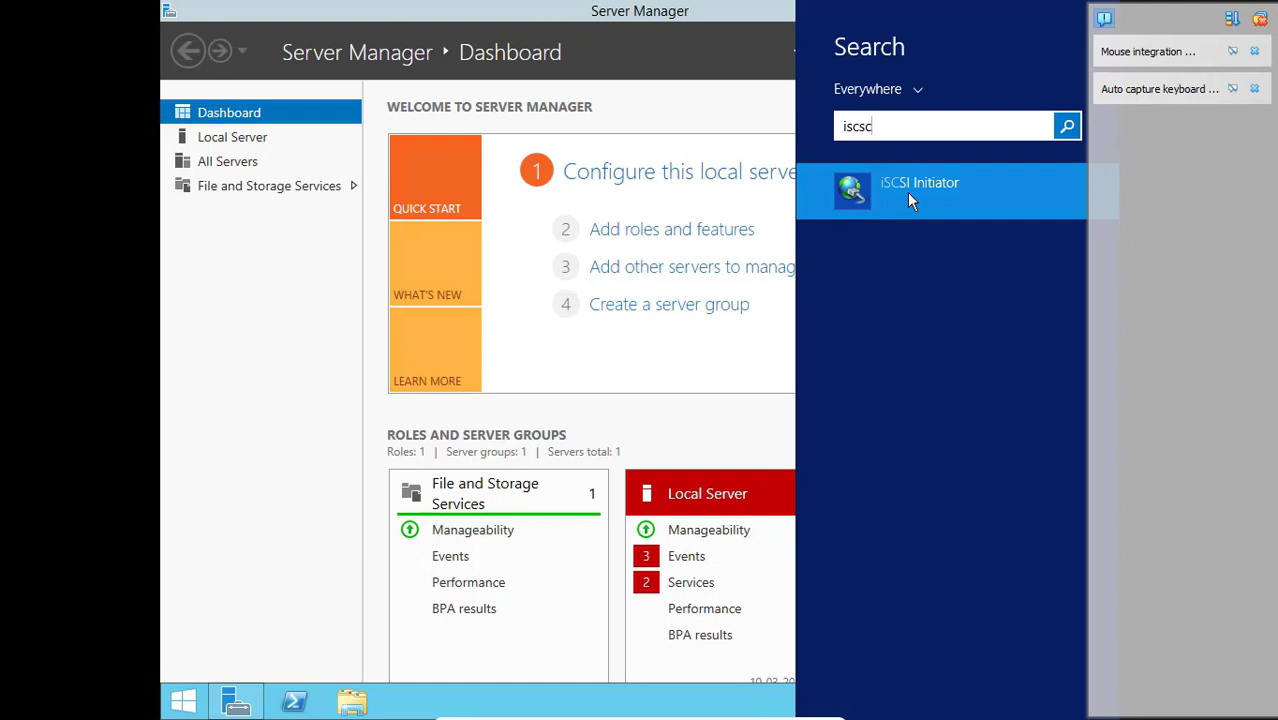 Server Manager
Server Manager ‣ Dashboard
Dashboard
Local Server
All Servers
File and Storage Services
WELCOME TO SERVER MANAGER
QUICK START
WHAT'S NEW
LEARN MORE
1 Configure this local serve
2 Add roles and features
3 Add other servers to manag
4 Create a server group
ROLES AND SERVER GROUPS
Roles: 1 | Server groups: 1 | Servers total: 1
File and Storage
Services
1
Manageability
Events
Performance
BPA results
Local Server
Manageability
3 Events
2 Services
Performance
BPA results
Search
Everywhere
iscsc
iSCSI Initiator
Mouse integration ...
Auto capture keyboard ...